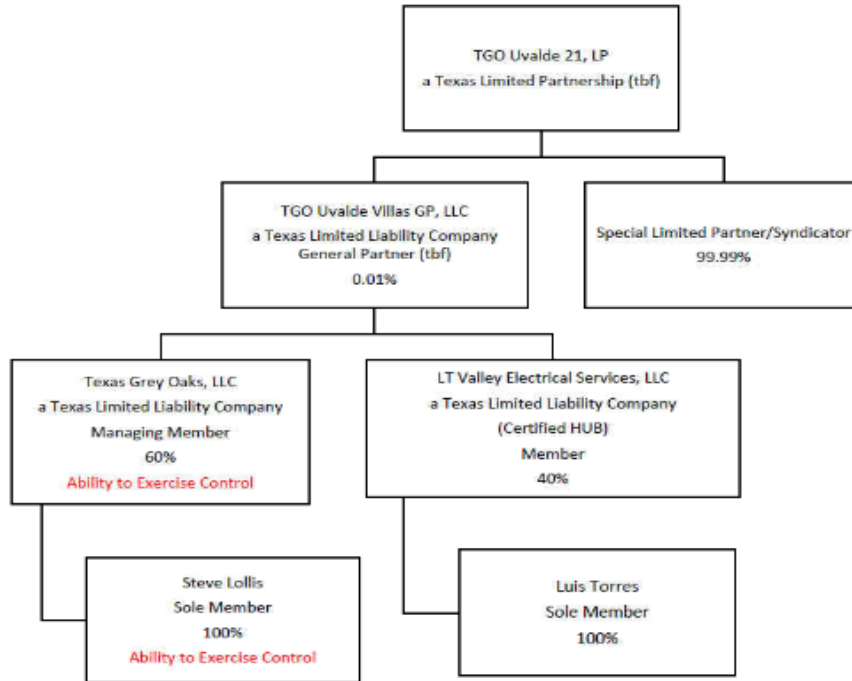 TGO Uvalde 21, LP
a Texas Limited Partnership (tbf)
TGO Uvalde Villas GP, LLC
a Texas Limited Liability Company
General Partner (tbf)
0.01%
Special Limited Partner/Syndicator
99.99%
Texas Grey Oaks, LLC
a Texas Limited Liability Company
Managing Member
60%
Ability to Exercise Control
LT Valley Electrical Services, LLC
a Texas Limited Liability Company
(Certified HUB)
Member
40%
Steve Lollis
Sole Member
100%
Ability to Exercise Control
Luis Torres
Sole Member
100%